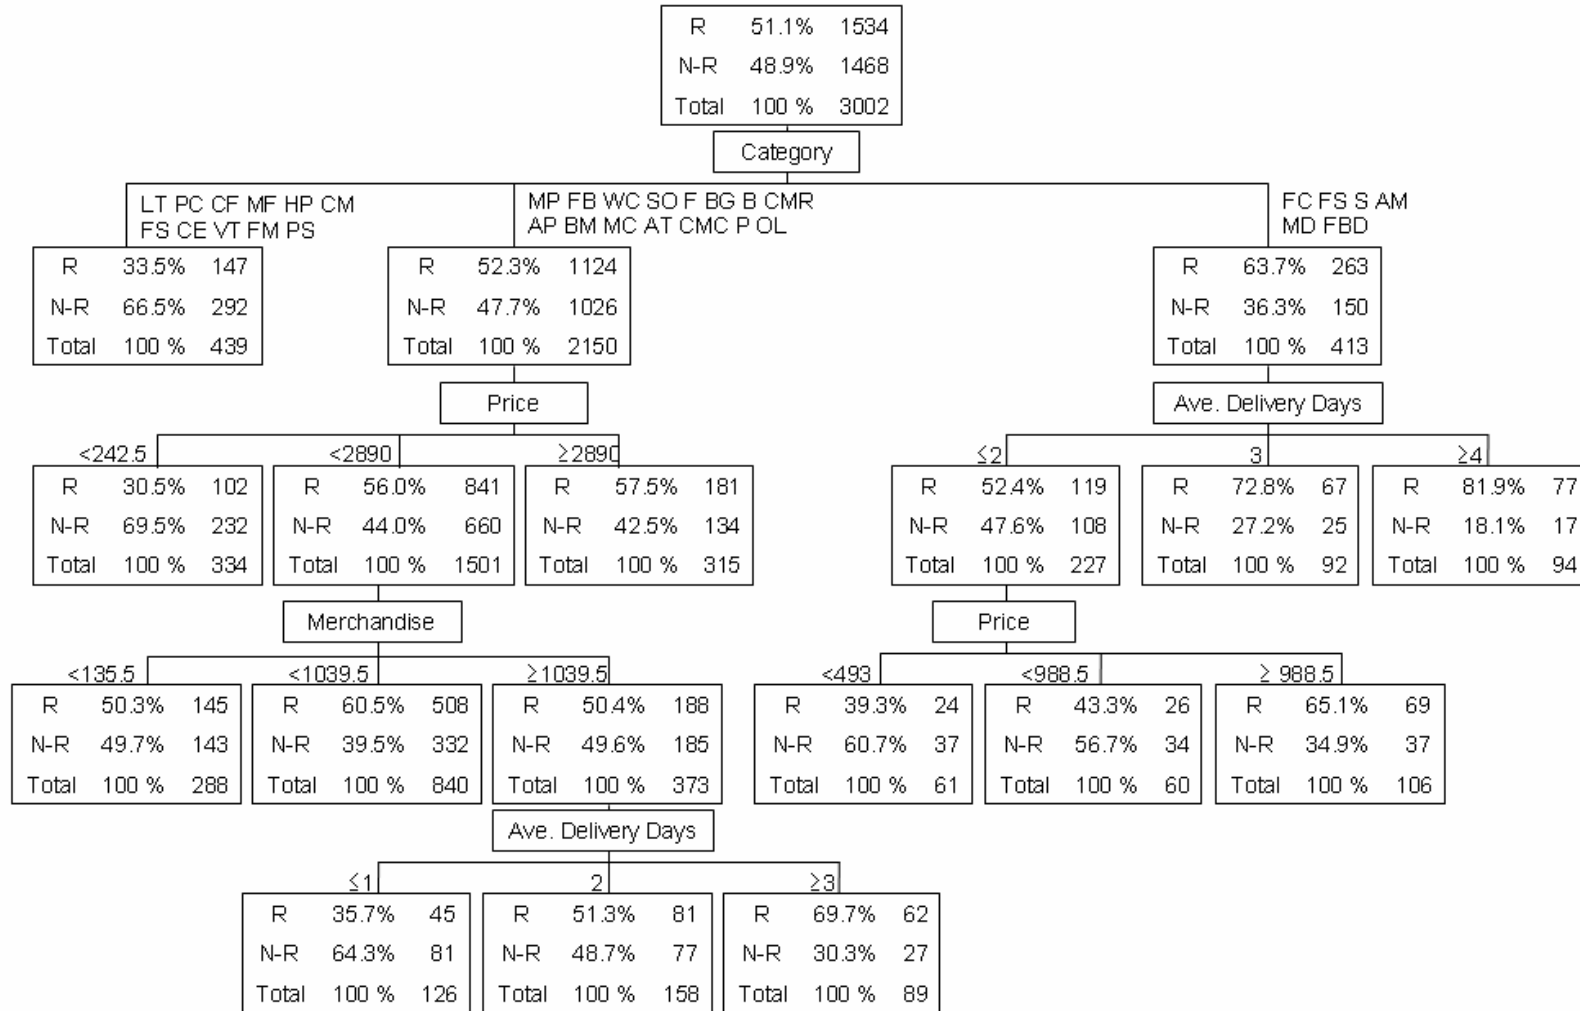 R 51.1% 1534
N-R 48.9% 1468
Total 100 % 3002
Category
LT PC CF MF HP CM
FS CE VT FM PS
MP FB WC SO F BG B CMR
AP BM MC AT CMC P OL
FC FS S AM
MD FBD
R 33.5% 147
N-R 66.5% 292
Total 100 % 439
R 52.3% 1124
N-R 47.7% 1026
Total 100 % 2150
R 63.7% 263
N-R 36.3% 150
Total 100 % 413
Price
Ave. Delivery Days
<242.5
<2890
≥2890
≤2
3
≥4
R 30.5% 102
N-R 69.5% 232
Total 100 % 334
R 56.0% 841
N-R 44.0% 660
Total 100 % 1501
R 57.5% 181
N-R 42.5% 134
Total 100 % 315
R 52.4% 119
N-R 47.6% 108
Total 100 % 227
R 72.8% 67
N-R 27.2% 25
Total 100 % 92
R 81.9% 77
N-R 18.1% 17
Total 100 % 94
Merchandise
Price
<135.5
<1039.5
≥1039.5
<493
<988.5
≥ 988.5
R 50.3% 145
N-R 49.7% 143
Total 100 % 288
R 60.5% 508
N-R 39.5% 332
Total 100 % 840
R 50.4% 188
N-R 49.6% 185
Total 100 % 373
R 39.3% 24
N-R 60.7% 37
Total 100 % 61
R 43.3% 26
N-R 56.7% 34
Total 100 % 60
R 65.1% 69
N-R 34.9% 37
Total 100 % 106
Ave. Delivery Days
≤1
2
≥3
R 35.7% 45
N-R 64.3% 81
Total 100 % 126
R 51.3% 81
N-R 48.7% 77
Total 100 % 158
R 69.7% 62
N-R 30.3% 27
Total 100 % 89